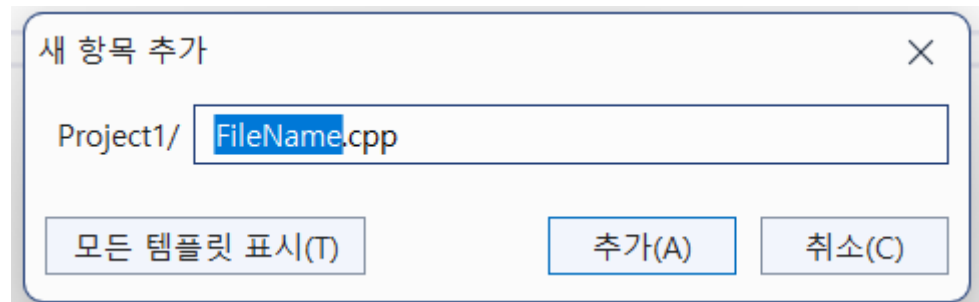 새 항목 추가
Project1/ FileName.cpp
모든 템플릿 표시(T) 추가(A) 취소(C)